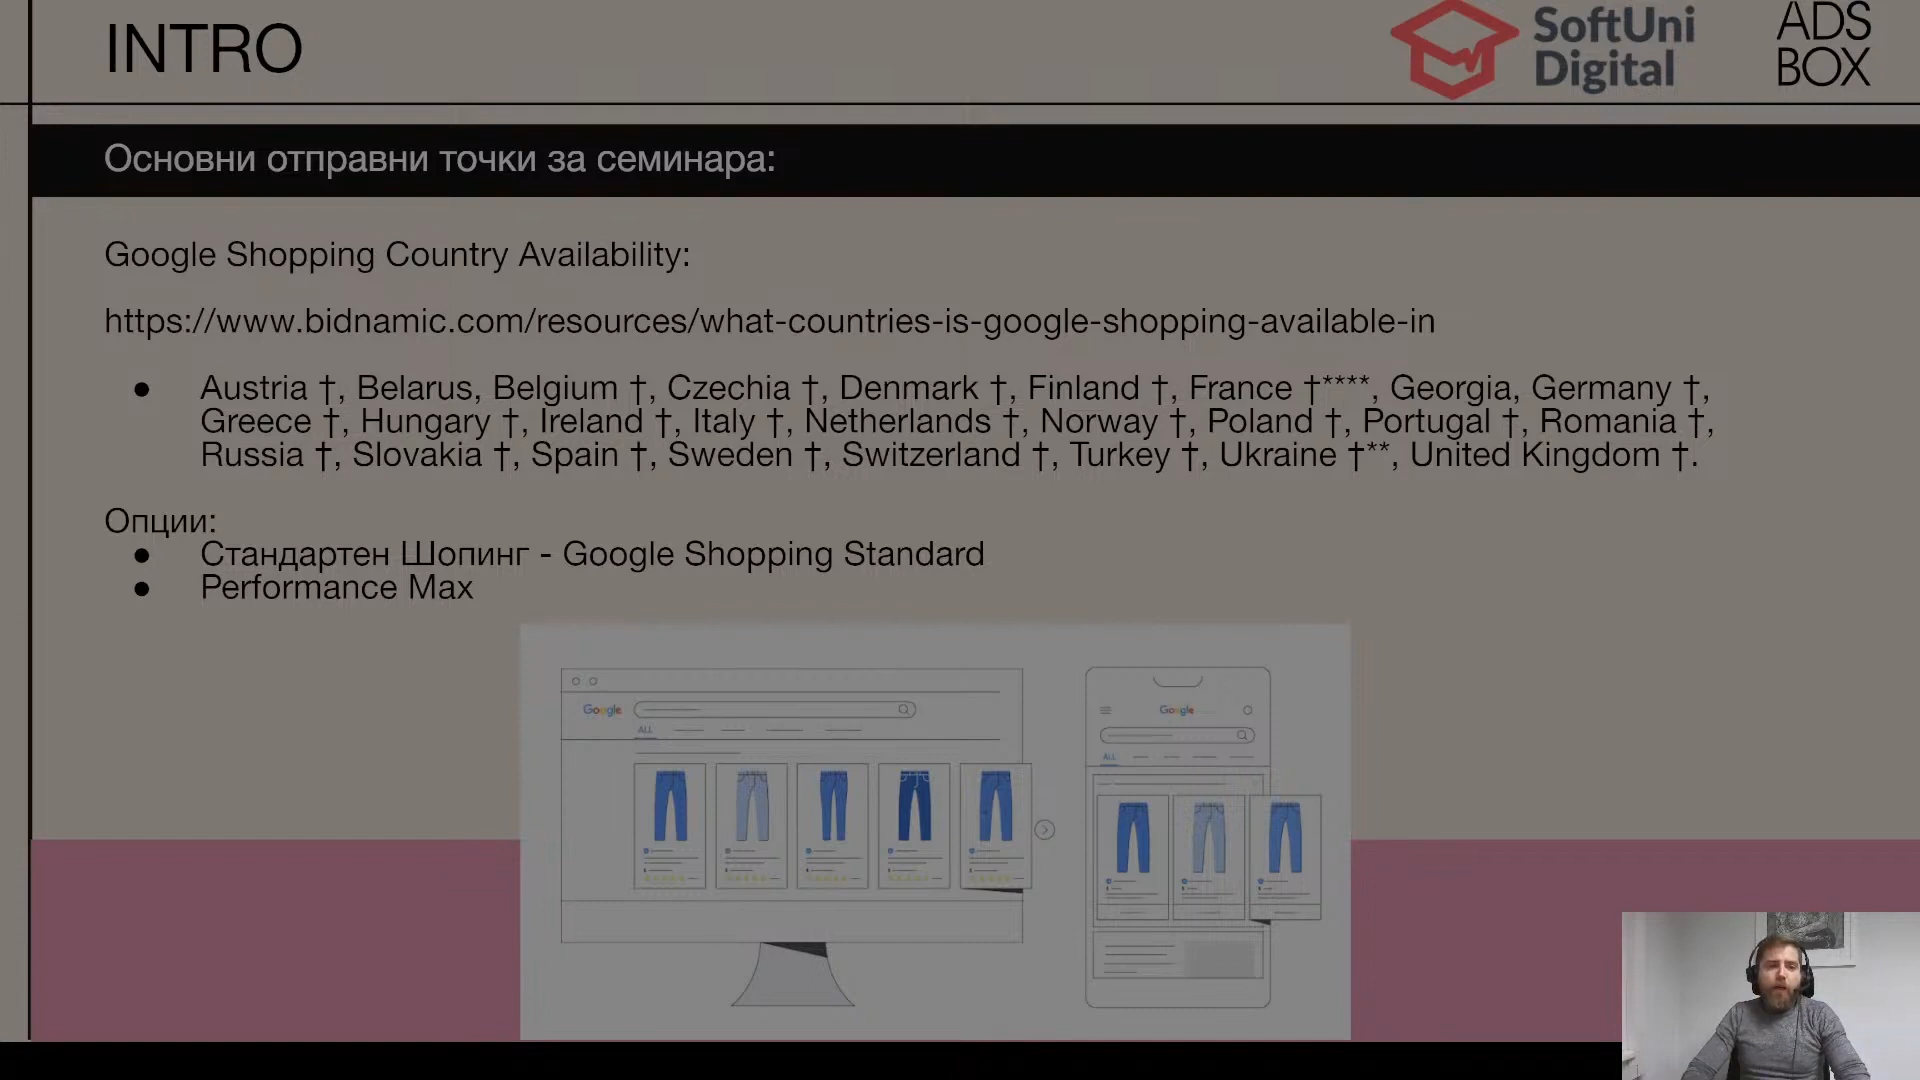 INTRO
SoftUni
Digital
ADS
BOX
Основни отправни точки за семинара:
Google Shopping Country Availability:
https://www.bidnamic.com/resources/what-countries-is-google-shopping-available-in
● Austria †, Belarus, Belgium †, Czechia †, Denmark †, Finland †, France †****, Georgia, Germany †,
Greece †, Hungary †, Ireland †, Italy †, Netherlands †, Norway †, Poland †, Portugal †, Romania †,
Russia †, Slovakia †, Spain †, Sweden †, Switzerland †, Turkey †, Ukraine †**, United Kingdom †.
Опции:
● Стандартен Шопинг - Google Shopping Standard
● Performance Max
Google
ALL
Google
ALL